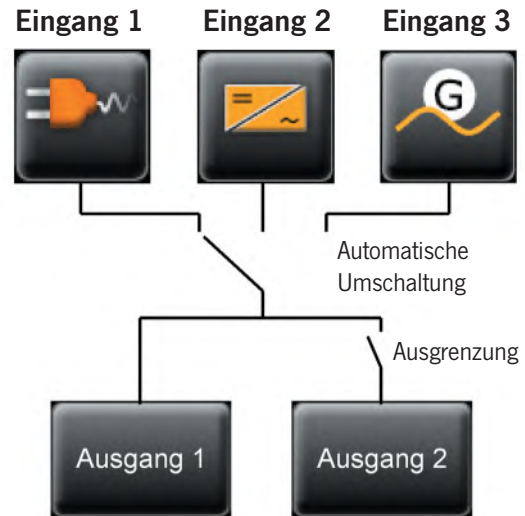 Eingang 1 Eingang 2 Eingang 3
G
Automatische
Umschaltung
Ausgrenzung
Ausgang 1 Ausgang 2